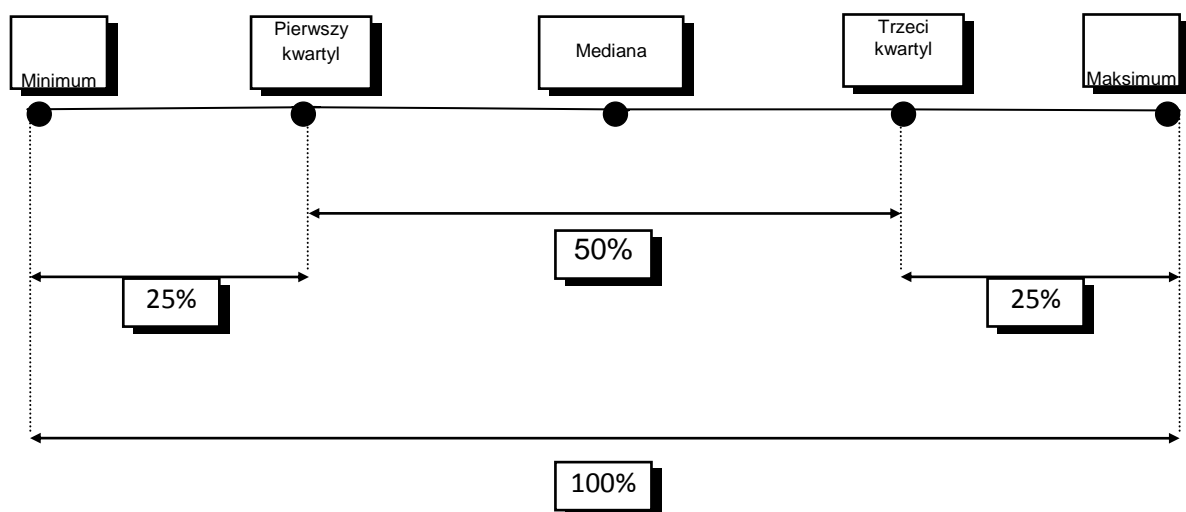 Minimum
Pierwszy
kwartyl
Mediana
Trzeci
kwartyl
Maksimum
50%
25%
25%
100%